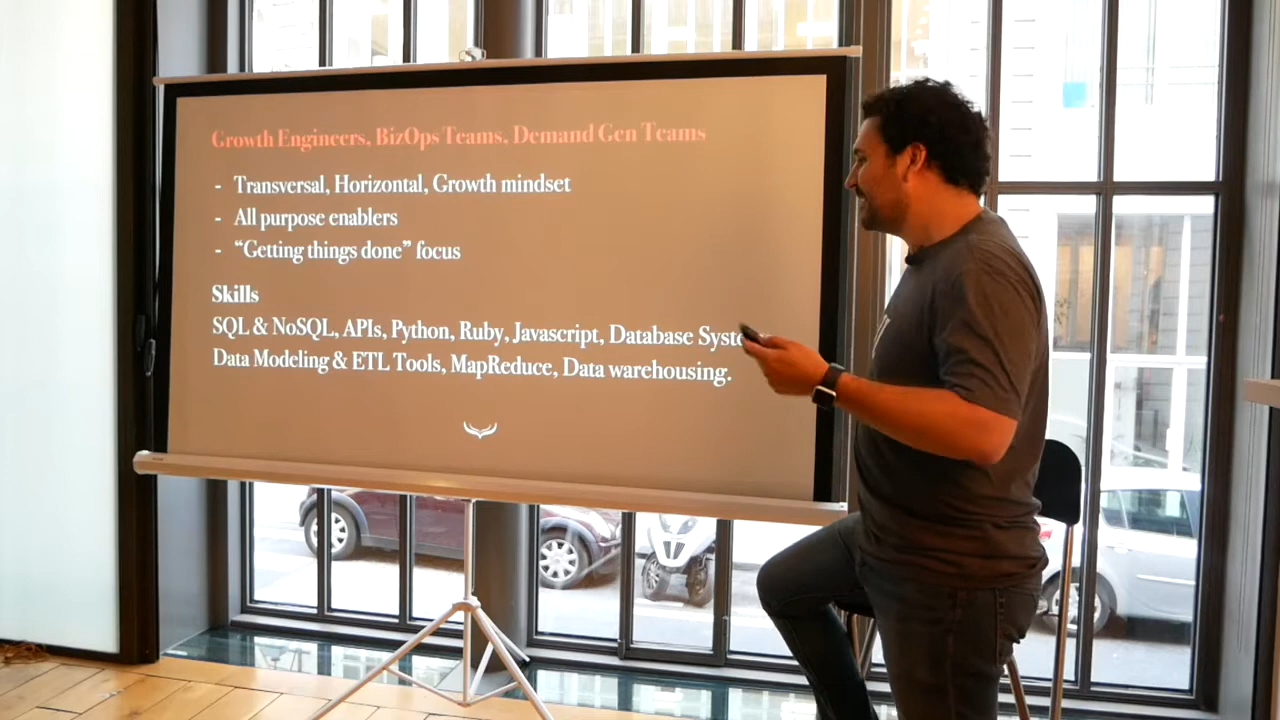 Growth Engineers, BizOps Teams, Demand Gen Teams
- Transversal, Horizontal, Growth mindset
- All purpose enablers
- “Getting things done” focus
Skills
SQL & NoSQL, APIs, Python, Ruby, Javascript, Database
Data Modeling & ETL Tools, MapReduce, Data warehousing.